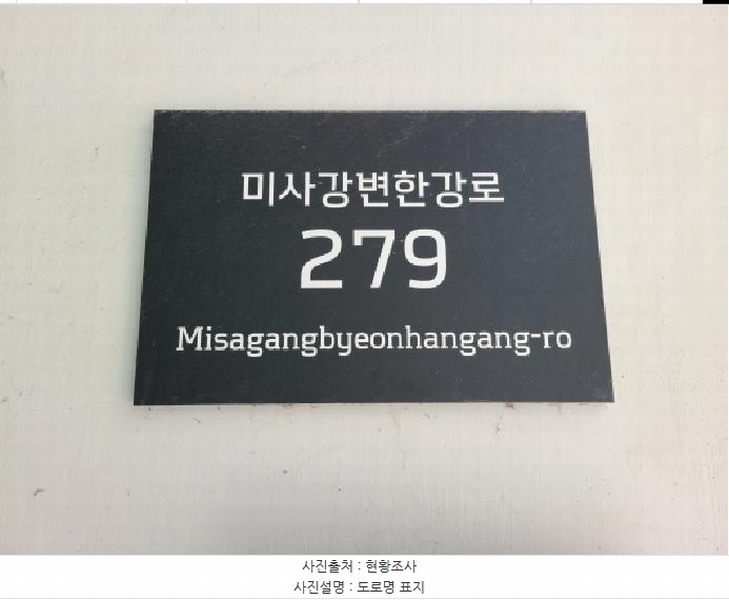 미사강변한강로
279
Misagangbyeonhangang-ro
사진출처 : 현황조사
사진설명 : 도로명 표지